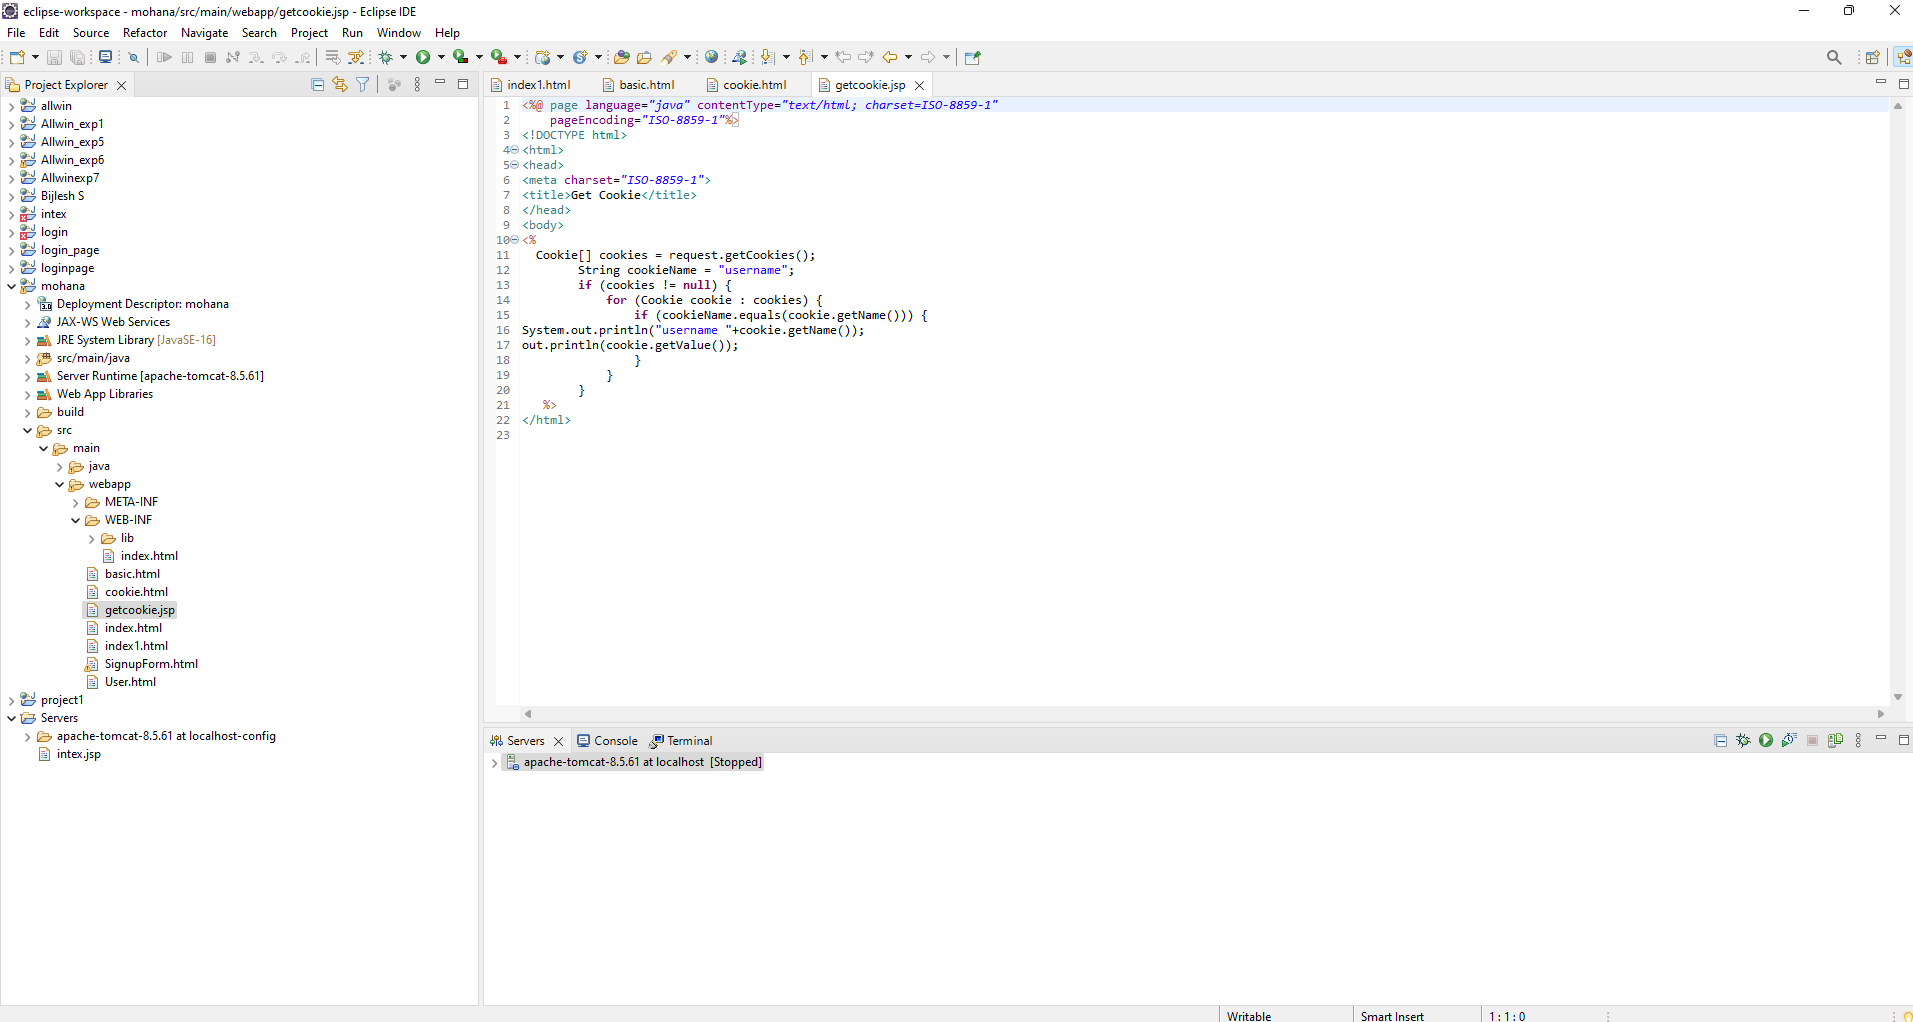 eclipse-workspace - mohana/src/main/webapp/getcookie.jsp - Eclipse IDE
File Edit Source Refactor Navigate Search Project Run Window Help
Project Explorer
allwin
Allwin_exp1
Allwin_exp5
Allwin_exp6
Allwinexp7
Bijlesh S
intex
login
login_page
loginpage
mohana
Deployment Descriptor: mohana
JAX-WS Web Services
JRE System Library [JavaSE-16]
src/main/java
Server Runtime [apache-tomcat-8.5.61]
Web App Libraries
build
src
main
java
webapp
META-INF
WEB-INF
lib
index.html
basic.html
cookie.html
getcookie.jsp
index.html
index1.html
SignupForm.html
User.html
project1
Servers
apache-tomcat-8.5.61 at localhost-config
intex.jsp
index1.html basic.html cookie.html getcookie.jsp
1 <%@ page language="java" contentType="text/html; charset=ISO-8859-1"
2     pageEncoding="ISO-8859-1"%>
3 <!DOCTYPE html>
4 <html>
5 <head>
6 <meta charset="ISO-8859-1">
7 <title>Get Cookie</title>
8 </head>
9 <body>
10 <%
11   Cookie[] cookies = request.getCookies();
12         String cookieName = "username";
13         if (cookies != null) {
14             for (Cookie cookie : cookies) {
15                 if (cookieName.equals(cookie.getName())) {
16 System.out.println("username "+cookie.getName());
17 out.println(cookie.getValue());
18                 }
19             }
20         }
21    %>
22 </html>
23
Servers Console Terminal
apache-tomcat-8.5.61 at localhost [Stopped]
Writable Smart Insert 1 : 1 : 0